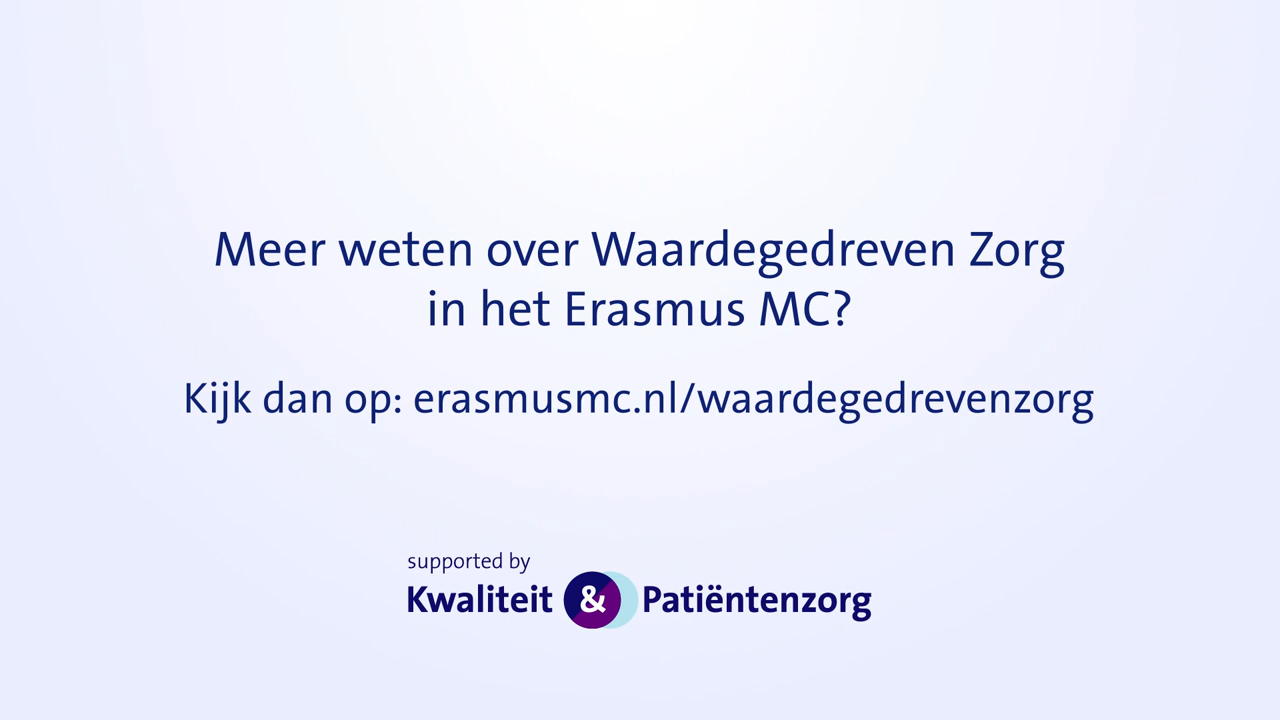 Meer weten over Waardegedreven Zorg
in het Erasmus MC?
Kijk dan op: erasmusmc.nl/waardegedrevenzorg
supported by
Kwaliteit & Patiëntenzorg